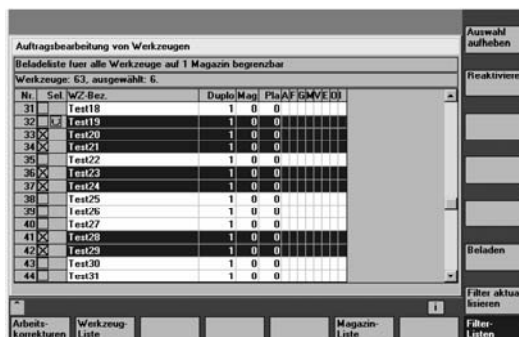 Auswahl
aufheben
Auftragsbearbeitung von Werkzeugen
Beladeliste fuer alle Werkzeuge auf 1 Magazin begrenzbar
Werkzeuge: 63, ausgewählt: 6.
Reaktiviere
Nr. Sel. WZ-Bez. Duplo Mag Pla A F G M V E O I
31 Test18 1 0 0
32 Test19 1 0 0
33 Test20 1 0 0
34 Test21 1 0 0
35 Test22 1 0 0
36 Test23 1 0 0
37 Test24 1 0 0
38 Test25 1 0 0
39 Test26 1 0 0
40 Test27 1 0 0
41 Test28 1 0 0
42 Test29 1 0 0
43 Test30 1 0 0
44 Test31 1 0 0
Beladen
Filter aktua
lisieren
^
i
Arbeits-
korrekturen
Werkzeug-
Liste
Magazin-
Liste
Filter-
Listen